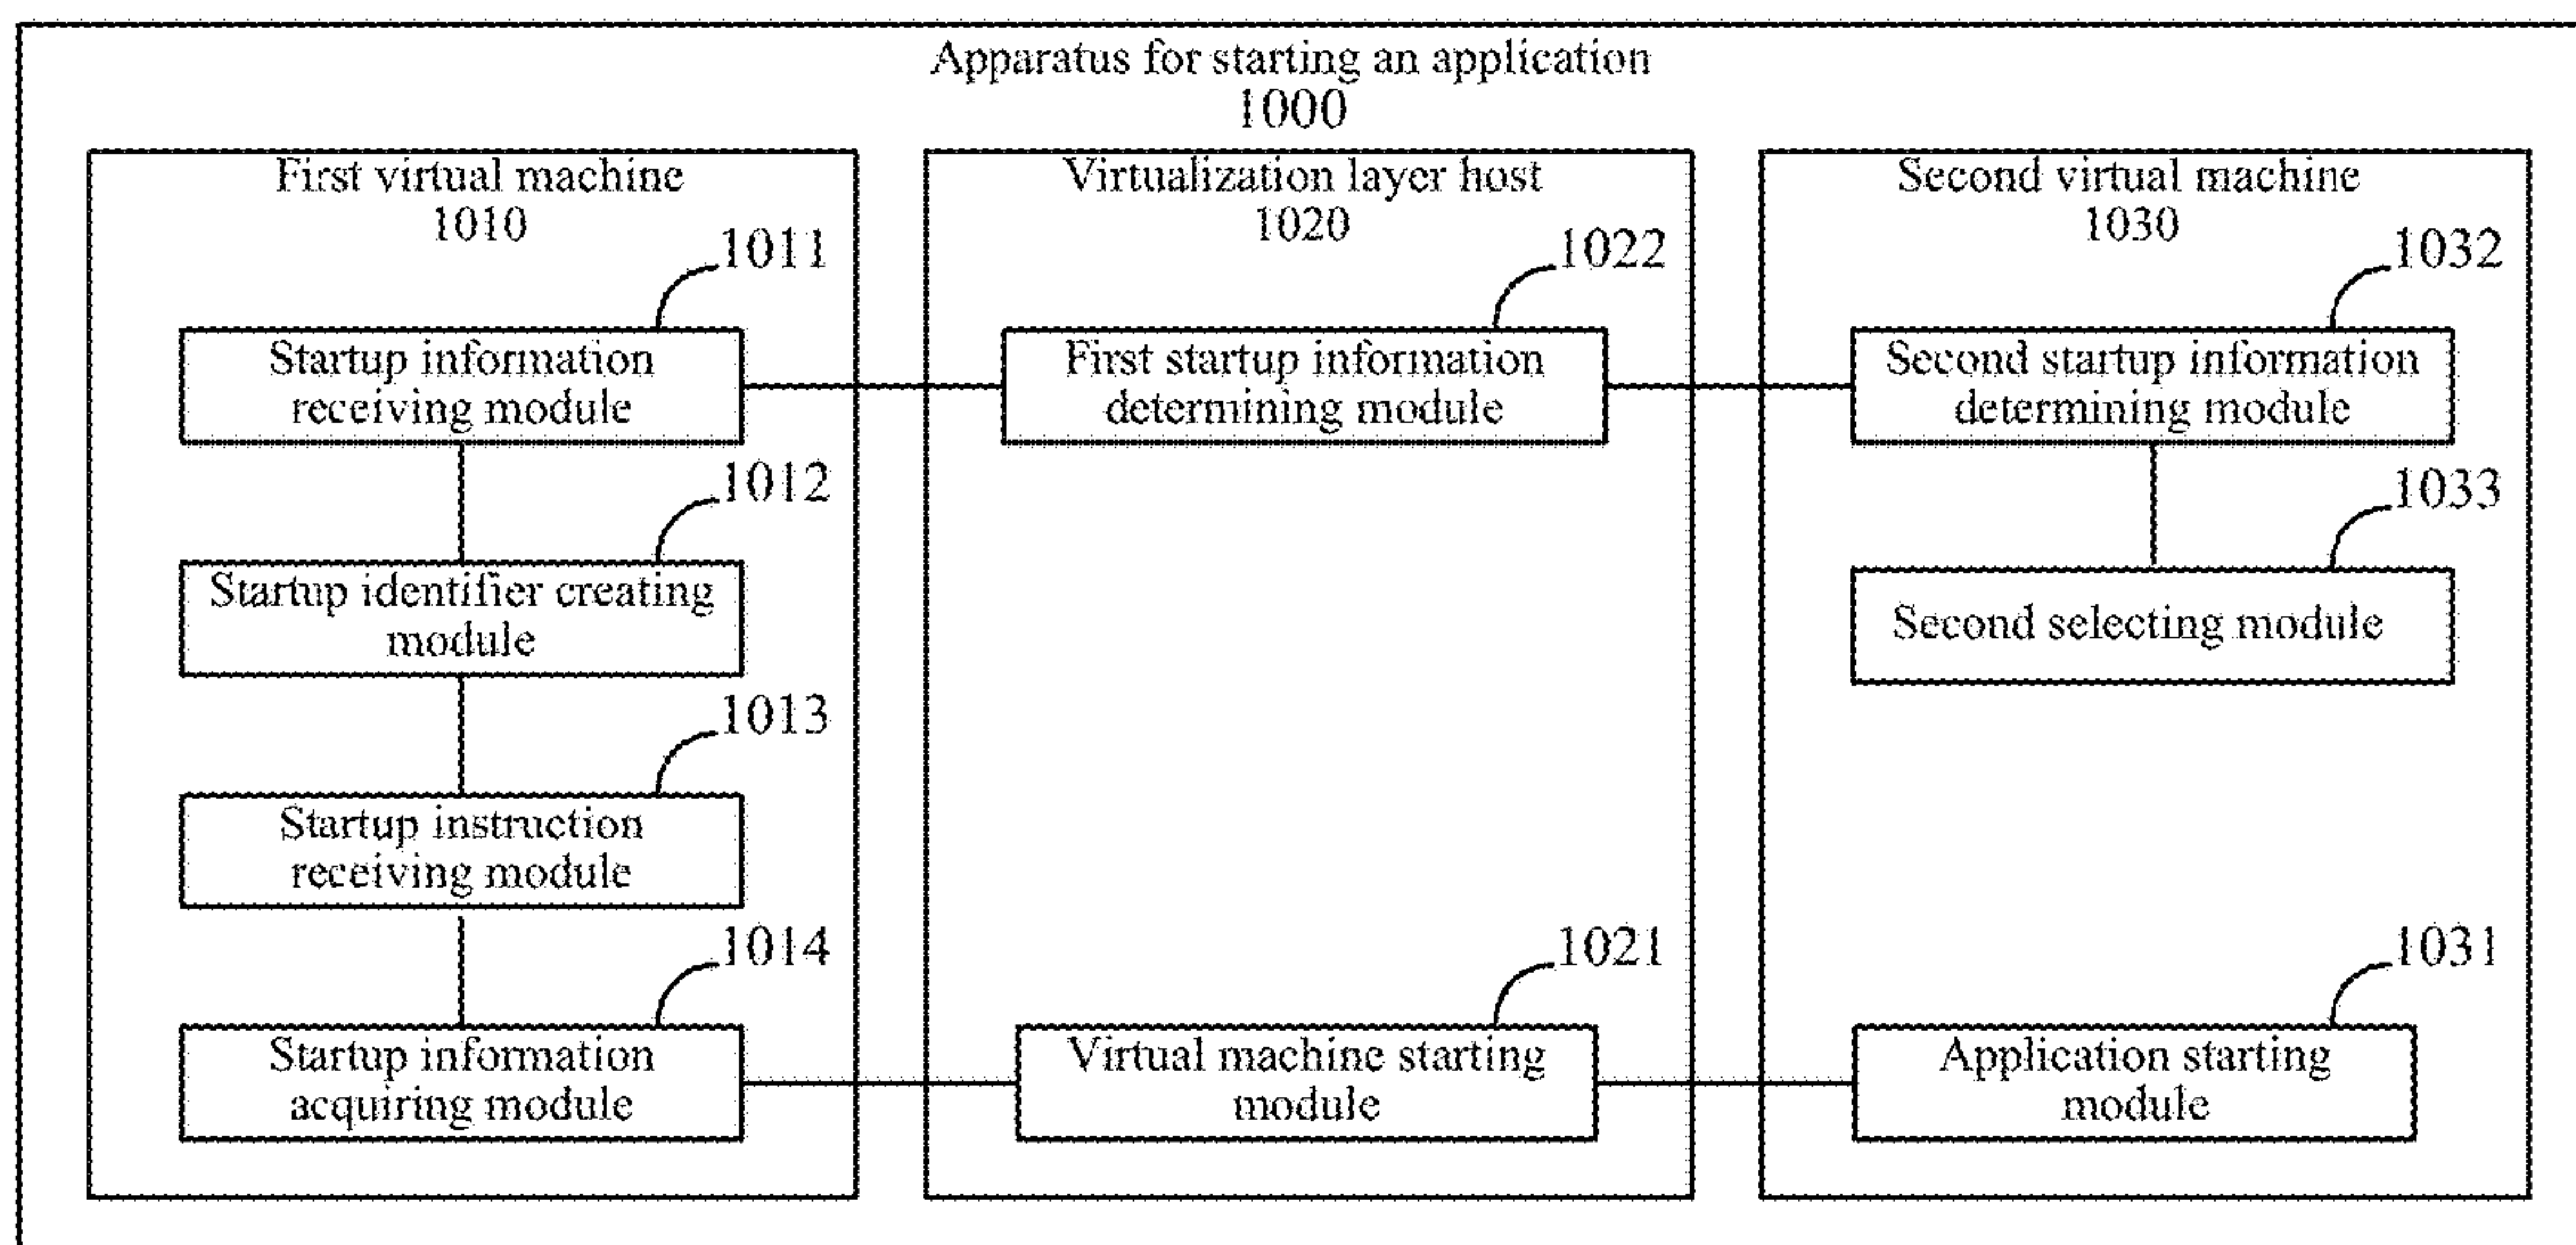 Apparatus for starting an application
1000
First virtual machine
1010
1011
Startup information
receiving module
1012
Startup identifier creating
module
1013
Startup instruction
receiving module
1014
Startup information
acquiring module
Virtualization layer host
1020
1022
First startup information
determining module
1021
Virtual machine starting
module
Second virtual machine
1030
1032
Second startup information
determining module
1033
Second selecting module
1031
Application starting
module